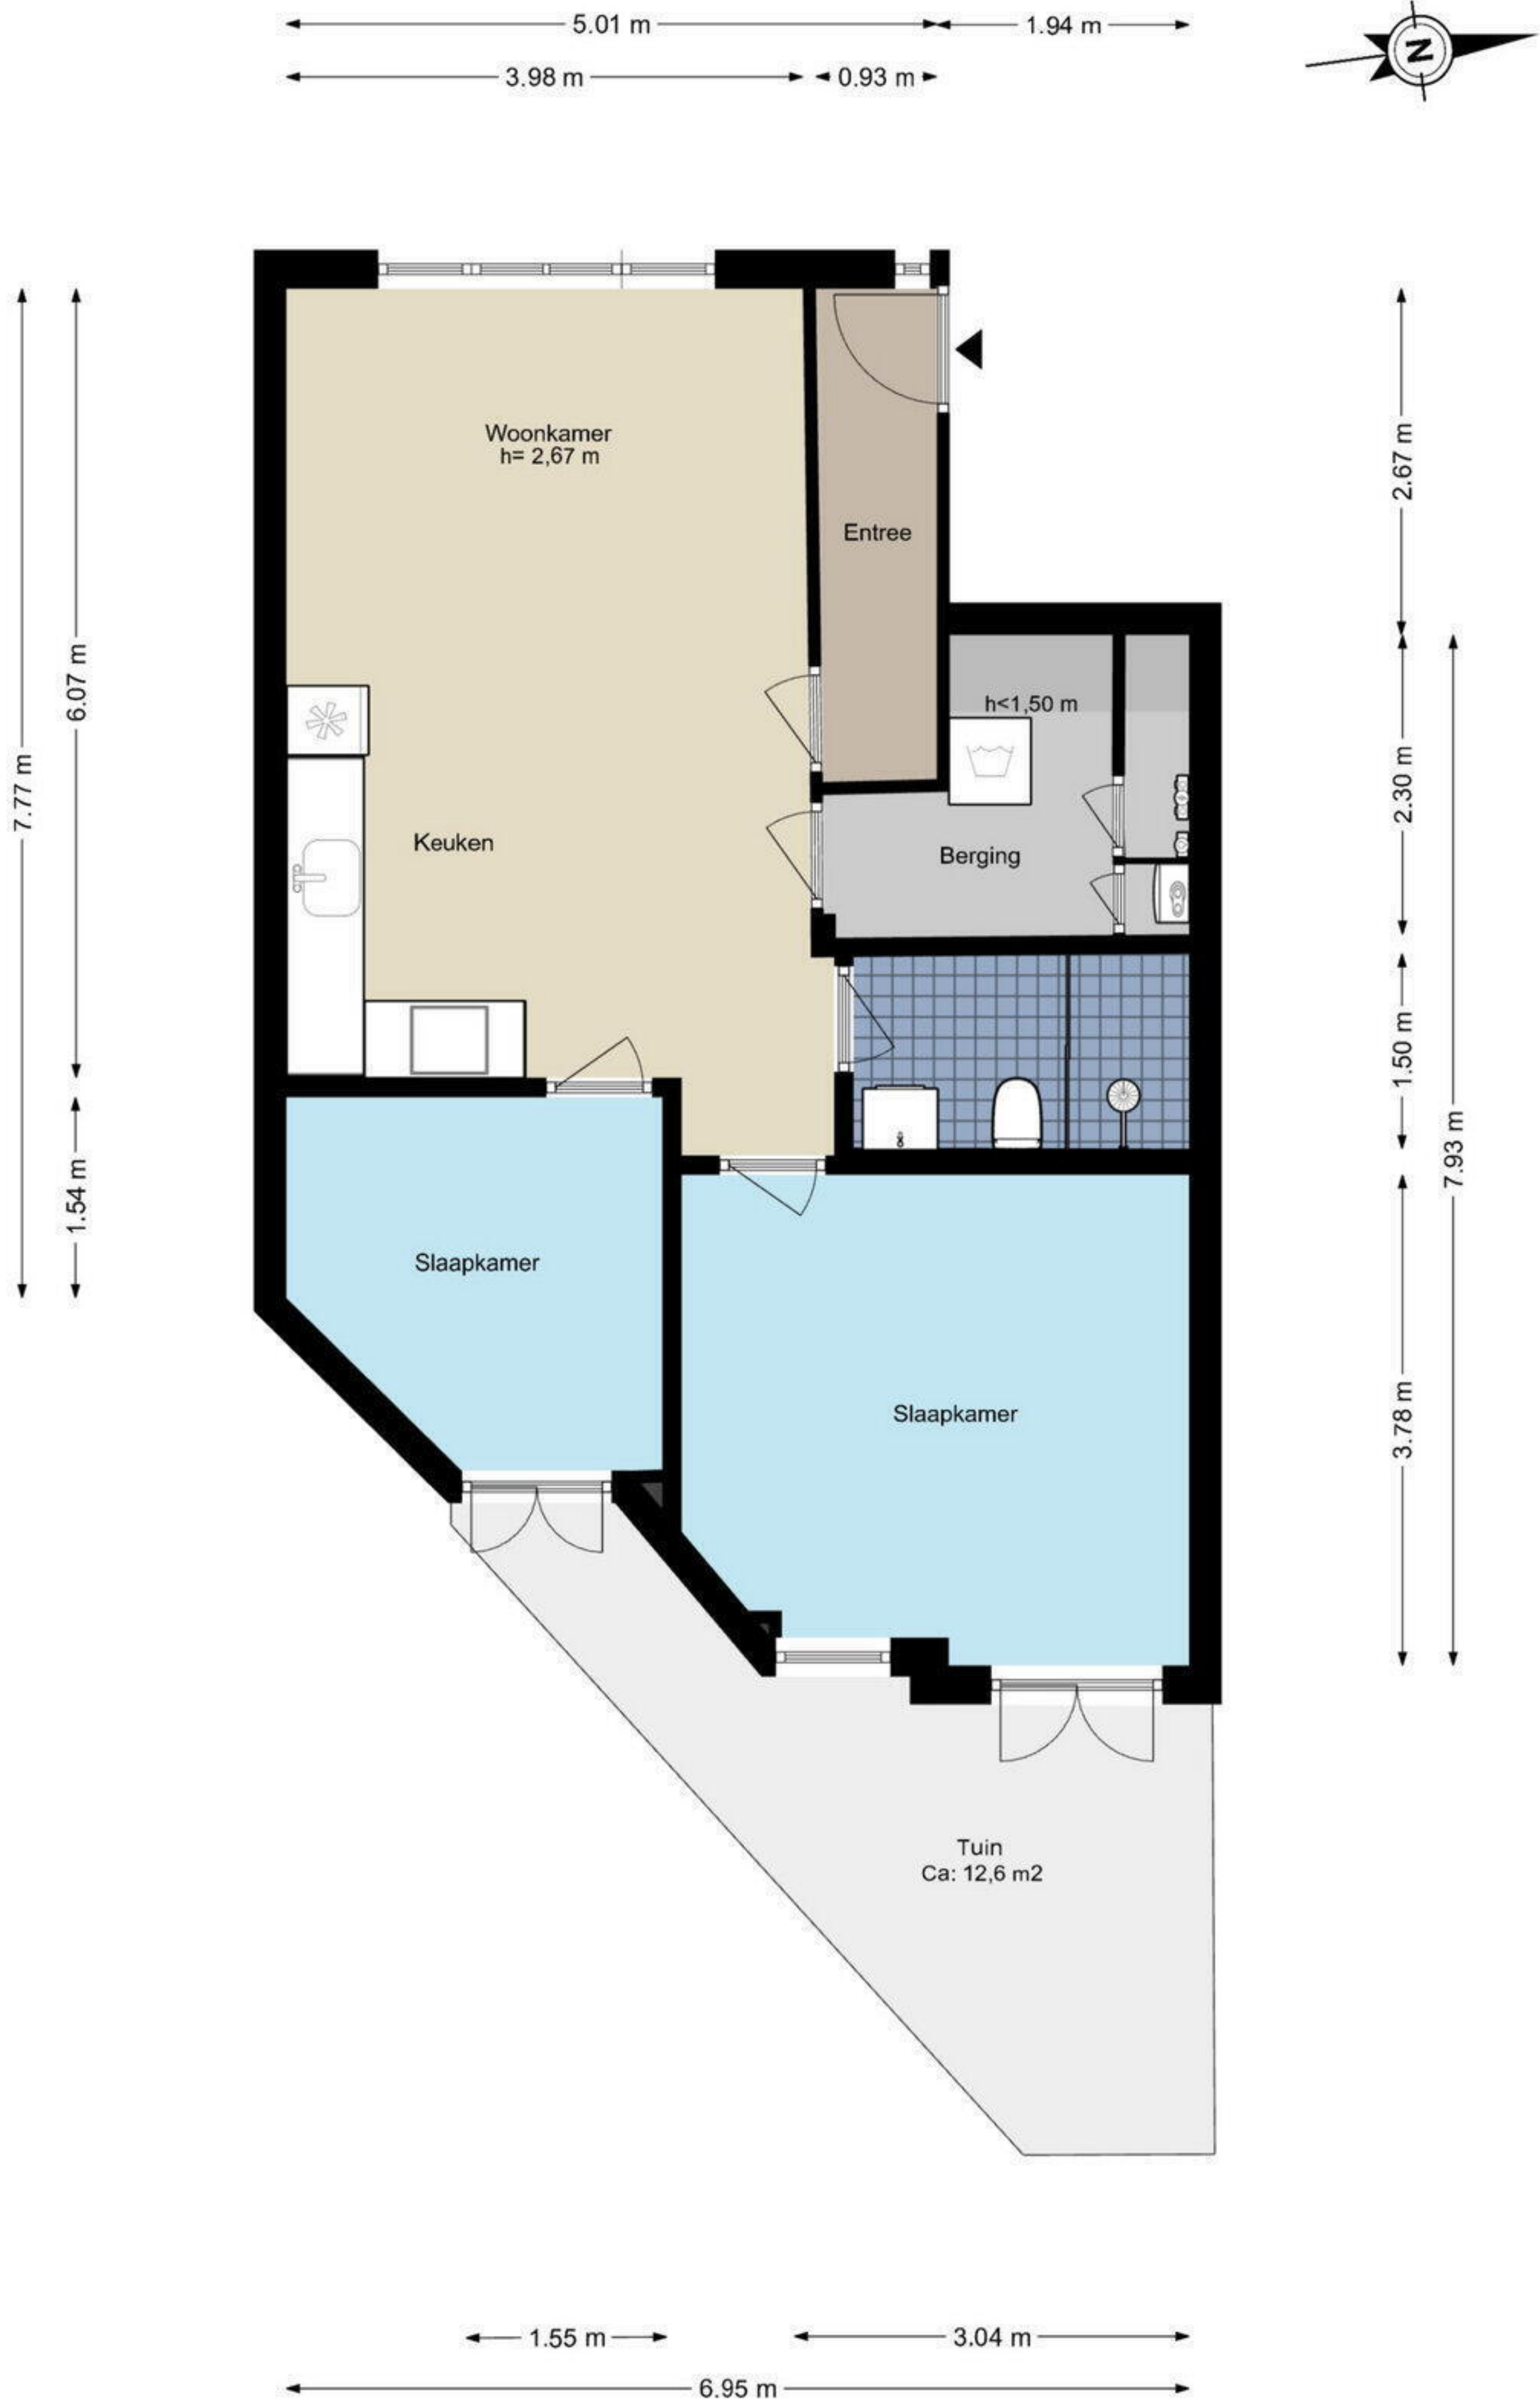 5.01 m
1.94 m
3.98 m
0.93 m
N
Woonkamer
h= 2,67 m
Entree
2.67 m
6.07 m
7.77 m
h<1,50 m
2.30 m
Keuken
Berging
1.50 m
7.93 m
1.54 m
Slaapkamer
Slaapkamer
3.78 m
Tuin
Ca: 12,6 m2
1.55 m
3.04 m
6.95 m